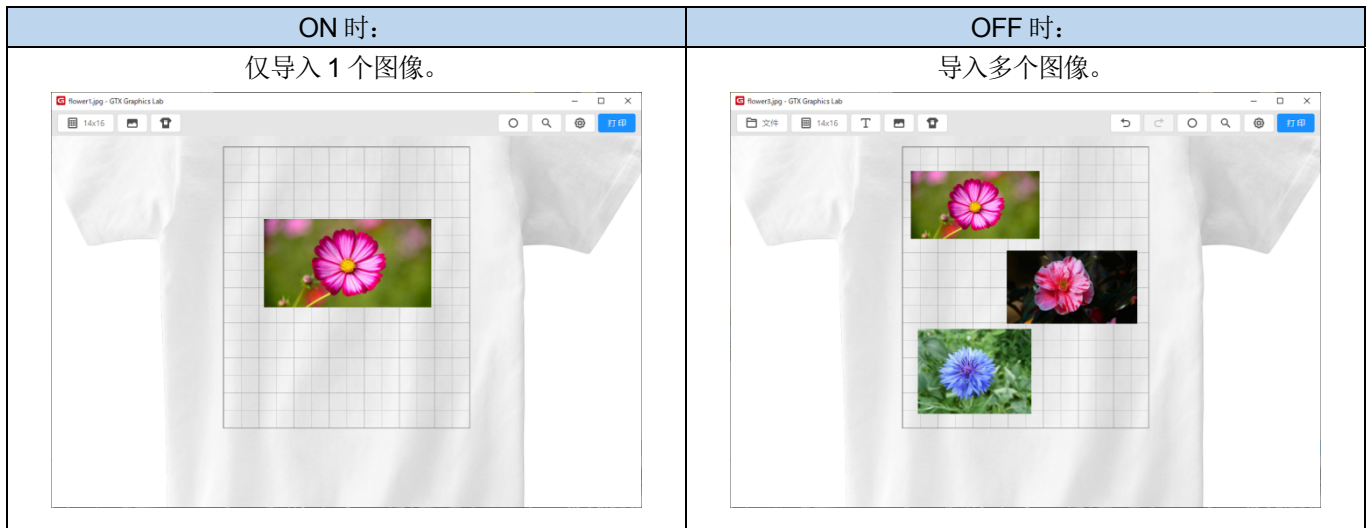 ON 时：
OFF 时：
仅导入 1 个图像。
导入多个图像。
flower1.jpg - GTX Graphics Lab
14x16
打印
flower3.jpg - GTX Graphics Lab
文件
14x16
T
打印